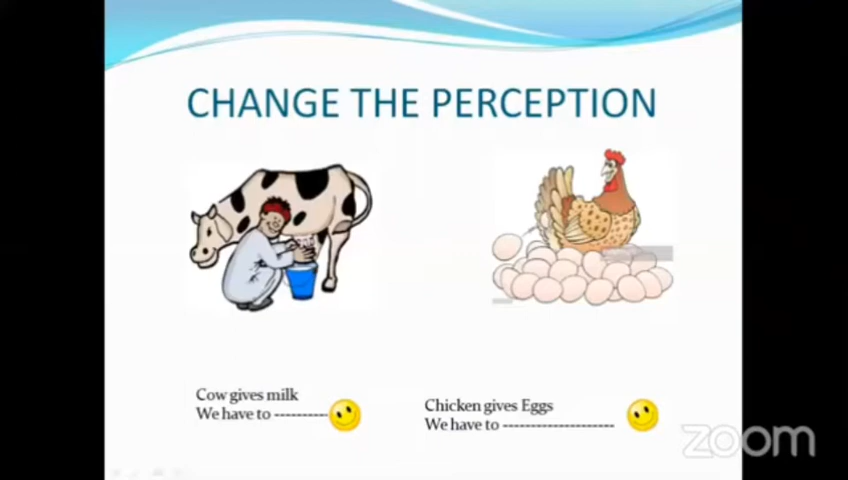 CHANGE THE PERCEPTION
Cow gives milk
We have to ----------
Chicken gives Eggs
We have to --------------------
zoom